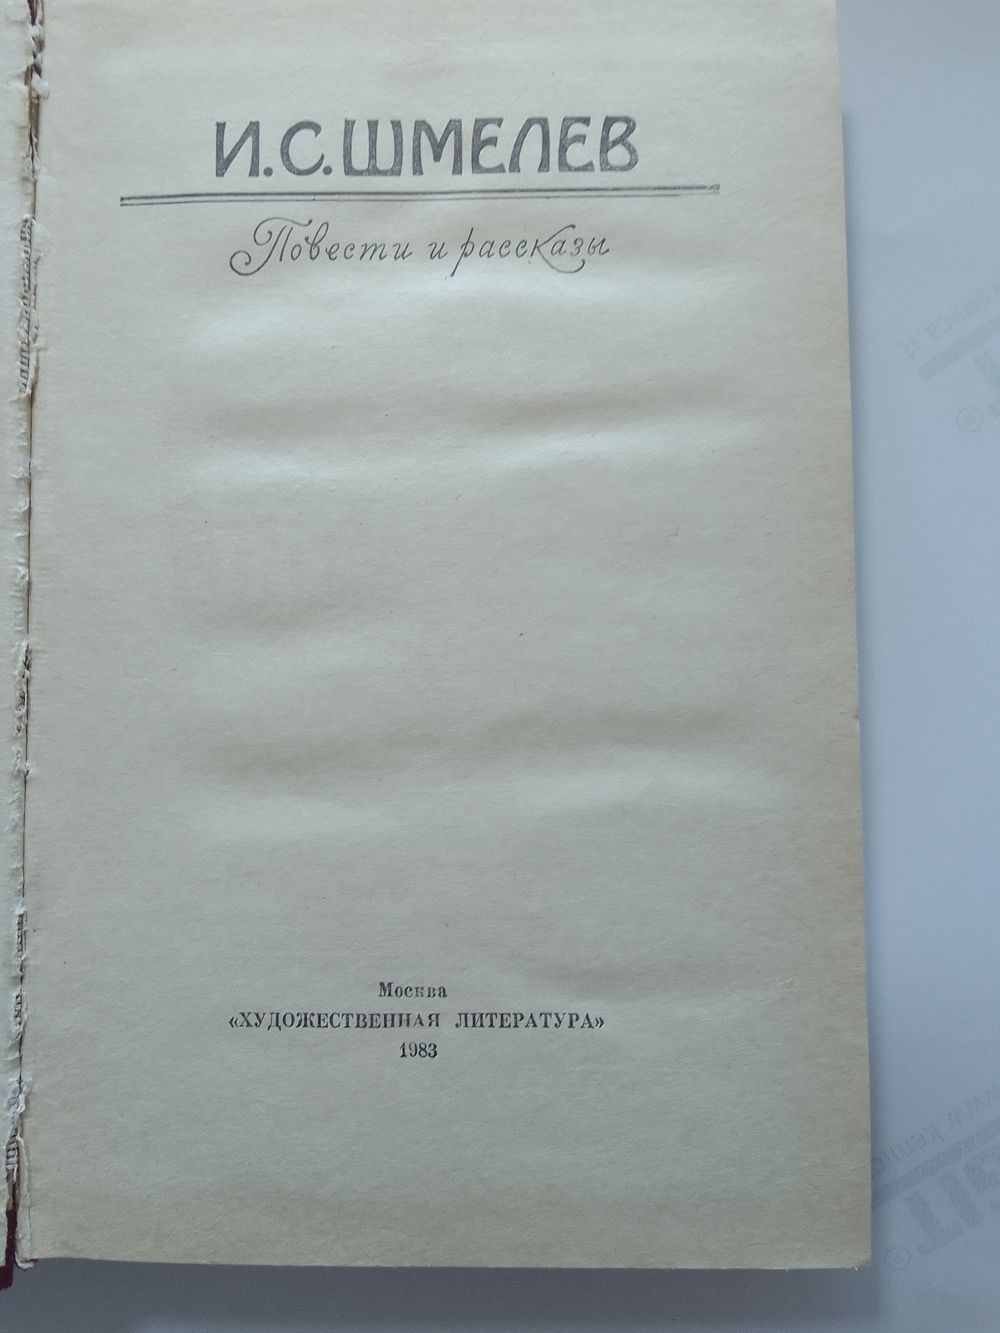 И.С.ШМЕЛЕВ
Повести и рассказы
Москва
«ХУДОЖЕСТВЕННАЯ ЛИТЕРАТУРА»
1983